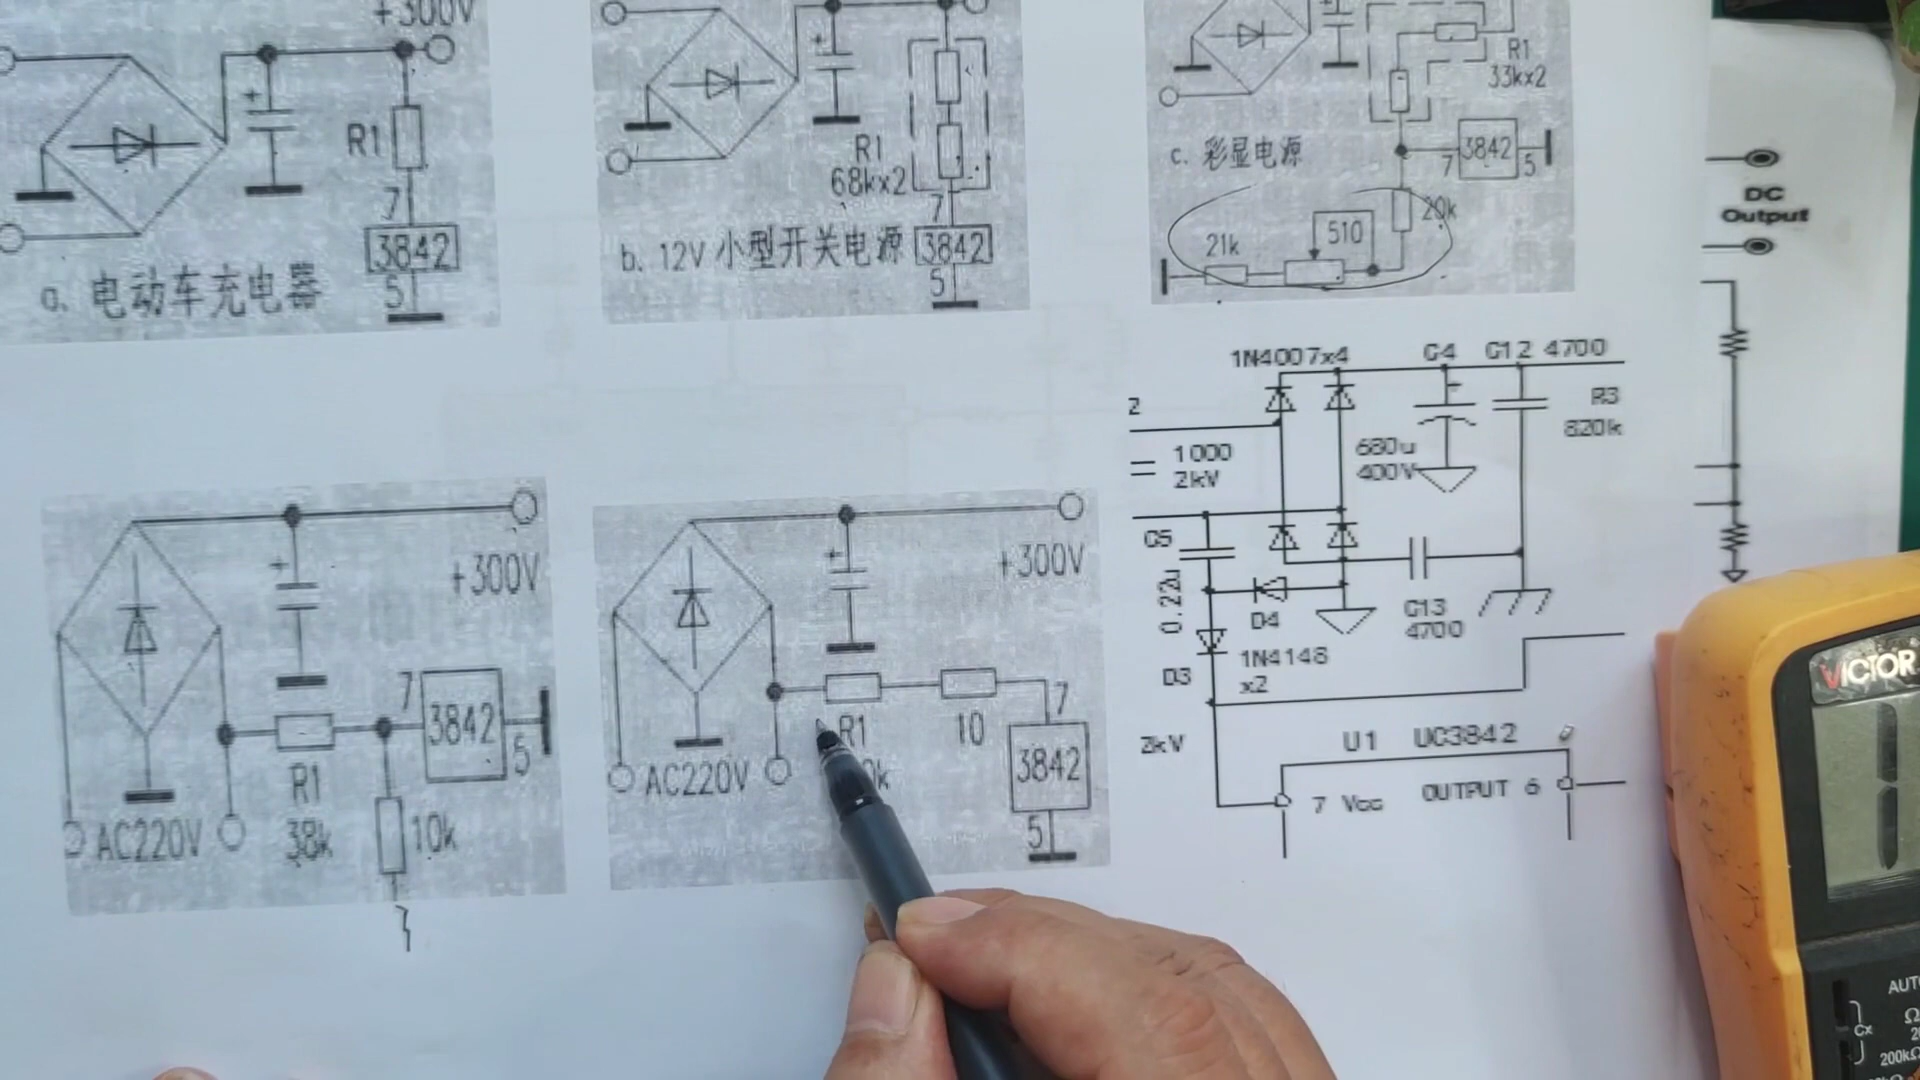 +300V
R1
7
3842
5
a. 电动车充电器
R1
68kx2
7
b. 12V 小型开关电源
3842
5
R1
33kx2
c. 彩显电源
7
3842
5
20k
510
21k
DC
Output
1N4007x4
C4
C12 4700
R3
820k
2
1000
2kV
680u
400V
C5
0.22u
D4
C13
4700
1N4148
x2
D3
2kV
U1 UC3842
7 Vcc
OUTPUT 6
+300V
7
3842
5
R1
38k
AC220V
10k
+300V
R1
10
7
3842
AC220V
5
VICTOR
Cx
200kΩ